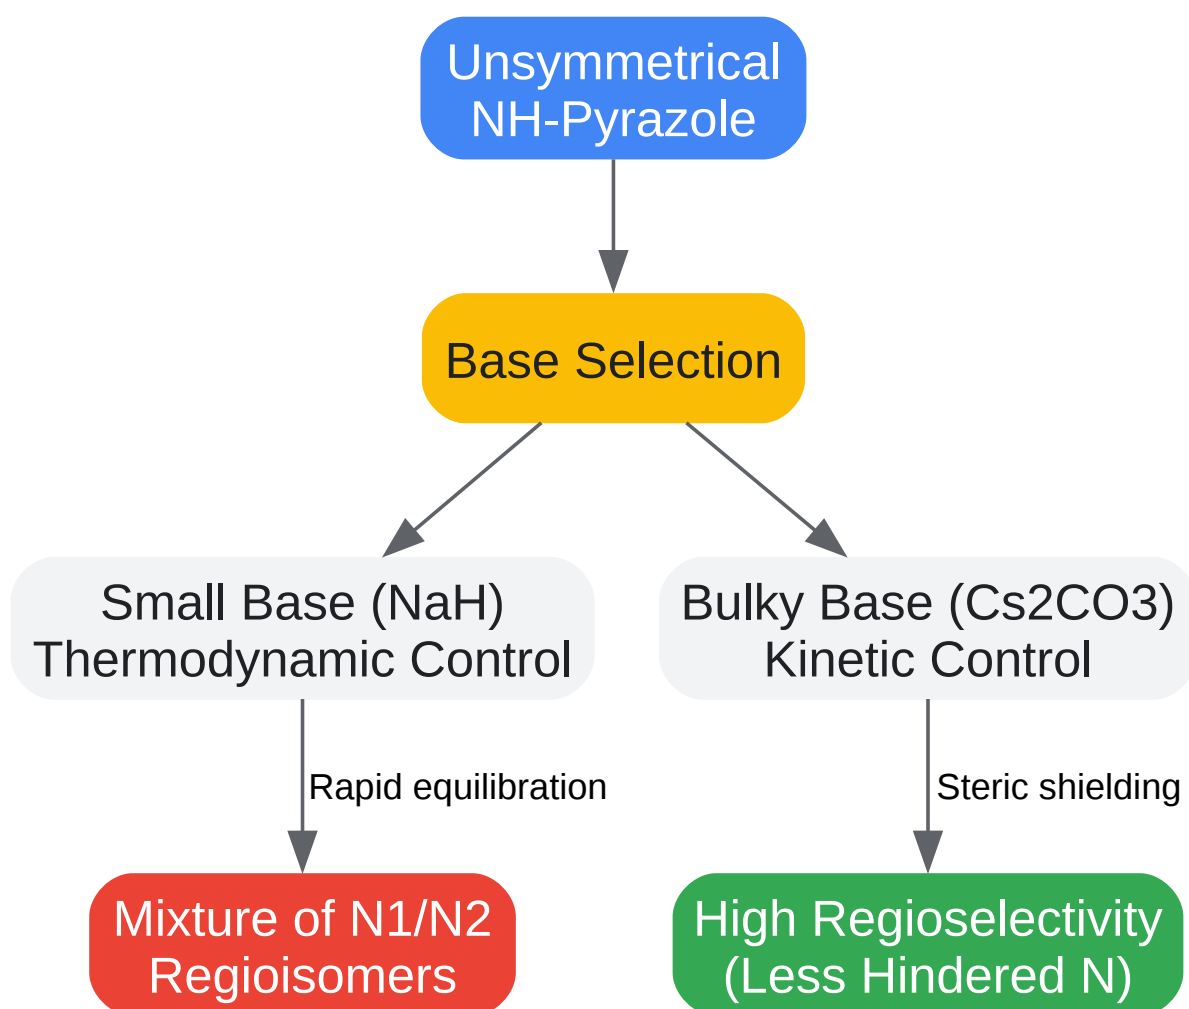 Unsymmetrical
NH-Pyrazole
Base Selection
Small Base (NaH)
Thermodynamic Control
Bulky Base (Cs2CO3)
Kinetic Control
Rapid equilibration
Steric shielding
Mixture of N1/N2
Regioisomers
High Regioselectivity
(Less Hindered N)